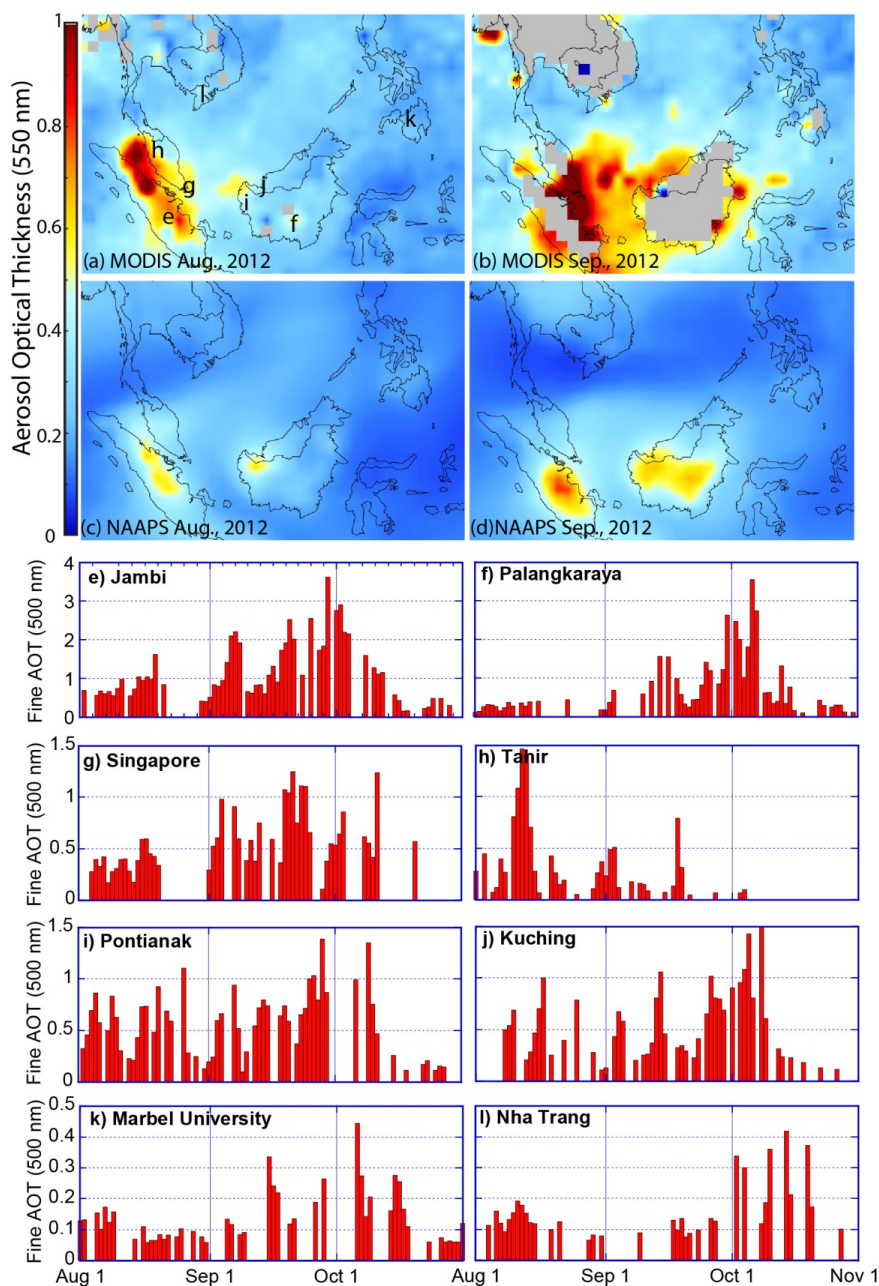 Aerosol Optical Thickness (550 nm)
1
0.8
0.6
0.4
0.2
0
h
g
e
l
j
i
f
k
(a) MODIS Aug., 2012
(b) MODIS Sep., 2012
(c) NAAPS Aug., 2012
(d)NAAPS Sep., 2012
Fine AOT (500 nm)
4
3
2
1
0
e) Jambi
f) Palangkaraya
Fine AOT (500 nm)
1.5
1
0.5
0
g) Singapore
h) Tahir
Fine AOT (500 nm)
1.5
1
0.5
0
i) Pontianak
j) Kuching
Fine AOT (500 nm)
0.5
0.4
0.3
0.2
0.1
0
k) Marbel University
l) Nha Trang
Aug 1
Sep 1
Oct 1
Aug 1
Sep 1
Oct 1
Nov 1